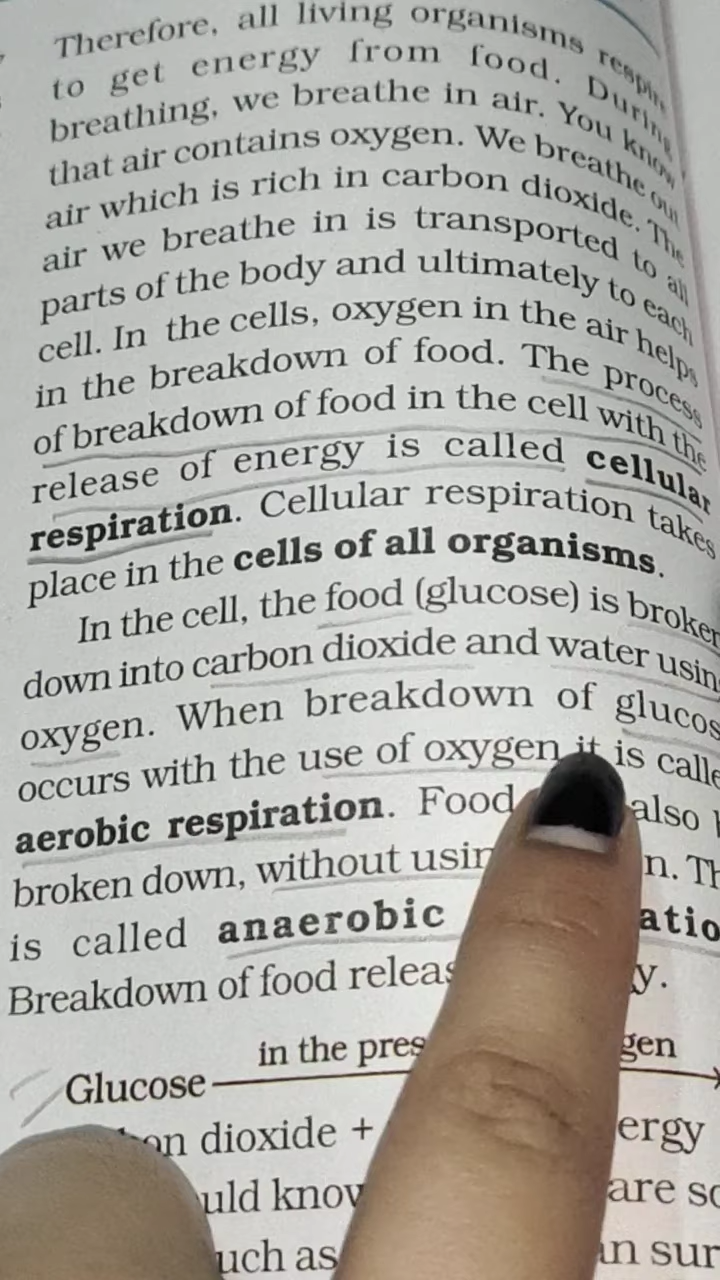 Therefore, all living organisms respire
to get energy from food. During
breathing, we breathe in air. You know
that air contains oxygen. We breathe out
air which is rich in carbon dioxide. The
air we breathe in is transported to all
parts of the body and ultimately to each
cell. In the cells, oxygen in the air helps
in the breakdown of food. The process
of breakdown of food in the cell with the
release of energy is called cellular
respiration. Cellular respiration takes
place in the cells of all organisms.
In the cell, the food (glucose) is broken
down into carbon dioxide and water usin
oxygen. When breakdown of glucos
occurs with the use of oxygen it is calle
aerobic respiration. Food also
broken down, without usin n. Th
is called anaerobic atio
Breakdown of food releas y.
in the pres gen
Glucose
on dioxide + ergy
uld know are so
uch as an sur